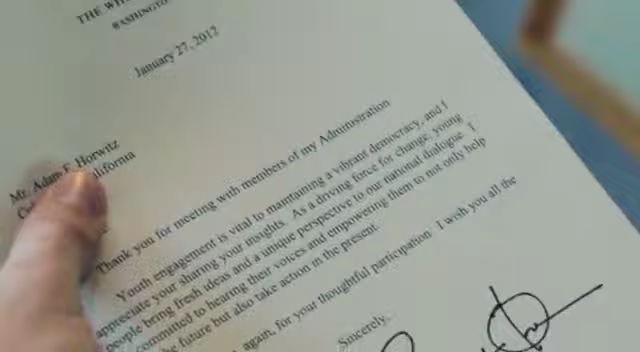 THE
WASHINGTON
January 27, 2012
Mr. Adam F. Horwitz
California
Thank you for meeting with members of my Administration
Youth engagement is vital to maintaining a vibrant democracy, and I
appreciate your sharing your insights. As a driving force for change, young
people bring fresh ideas and a unique perspective to our national dialogue. I
committed to hearing their voices and empowering them to not only help
future but also take action in the present.
again, for your thoughtful participation. I wish you all the
Sincerely,